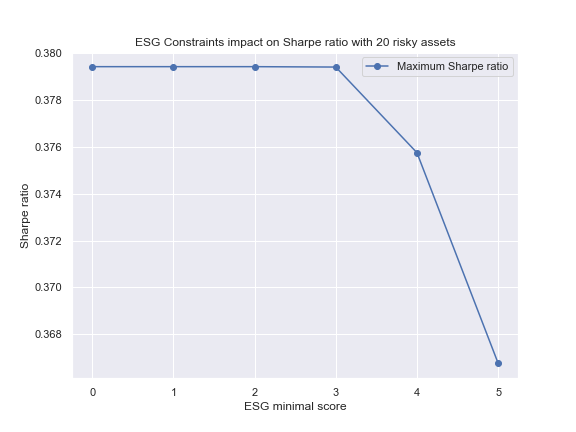 ESG Constraints impact on Sharpe ratio with 20 risky assets
Maximum Sharpe ratio
Sharpe ratio
0.380
0.378
0.376
0.374
0.372
0.370
0.368
0 1 2 3 4 5
ESG minimal score